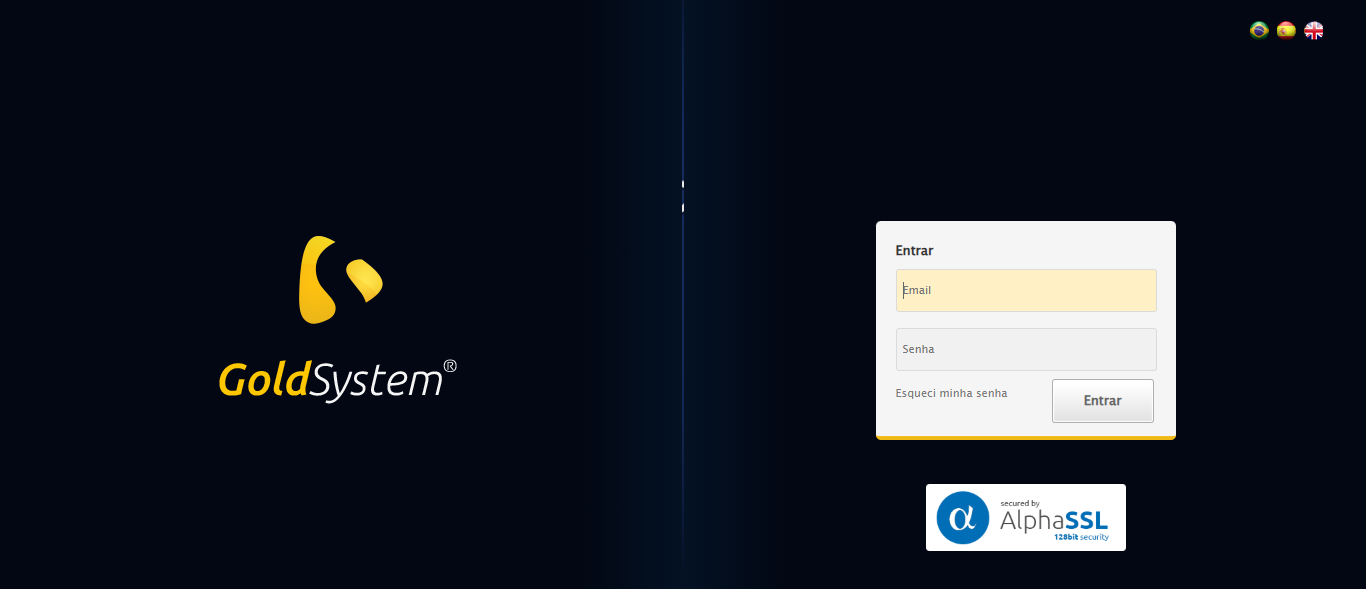 GoldSystem®
Entrar
Email
Senha
Esqueci minha senha
Entrar
secured by
α AlphaSSL
128bit security